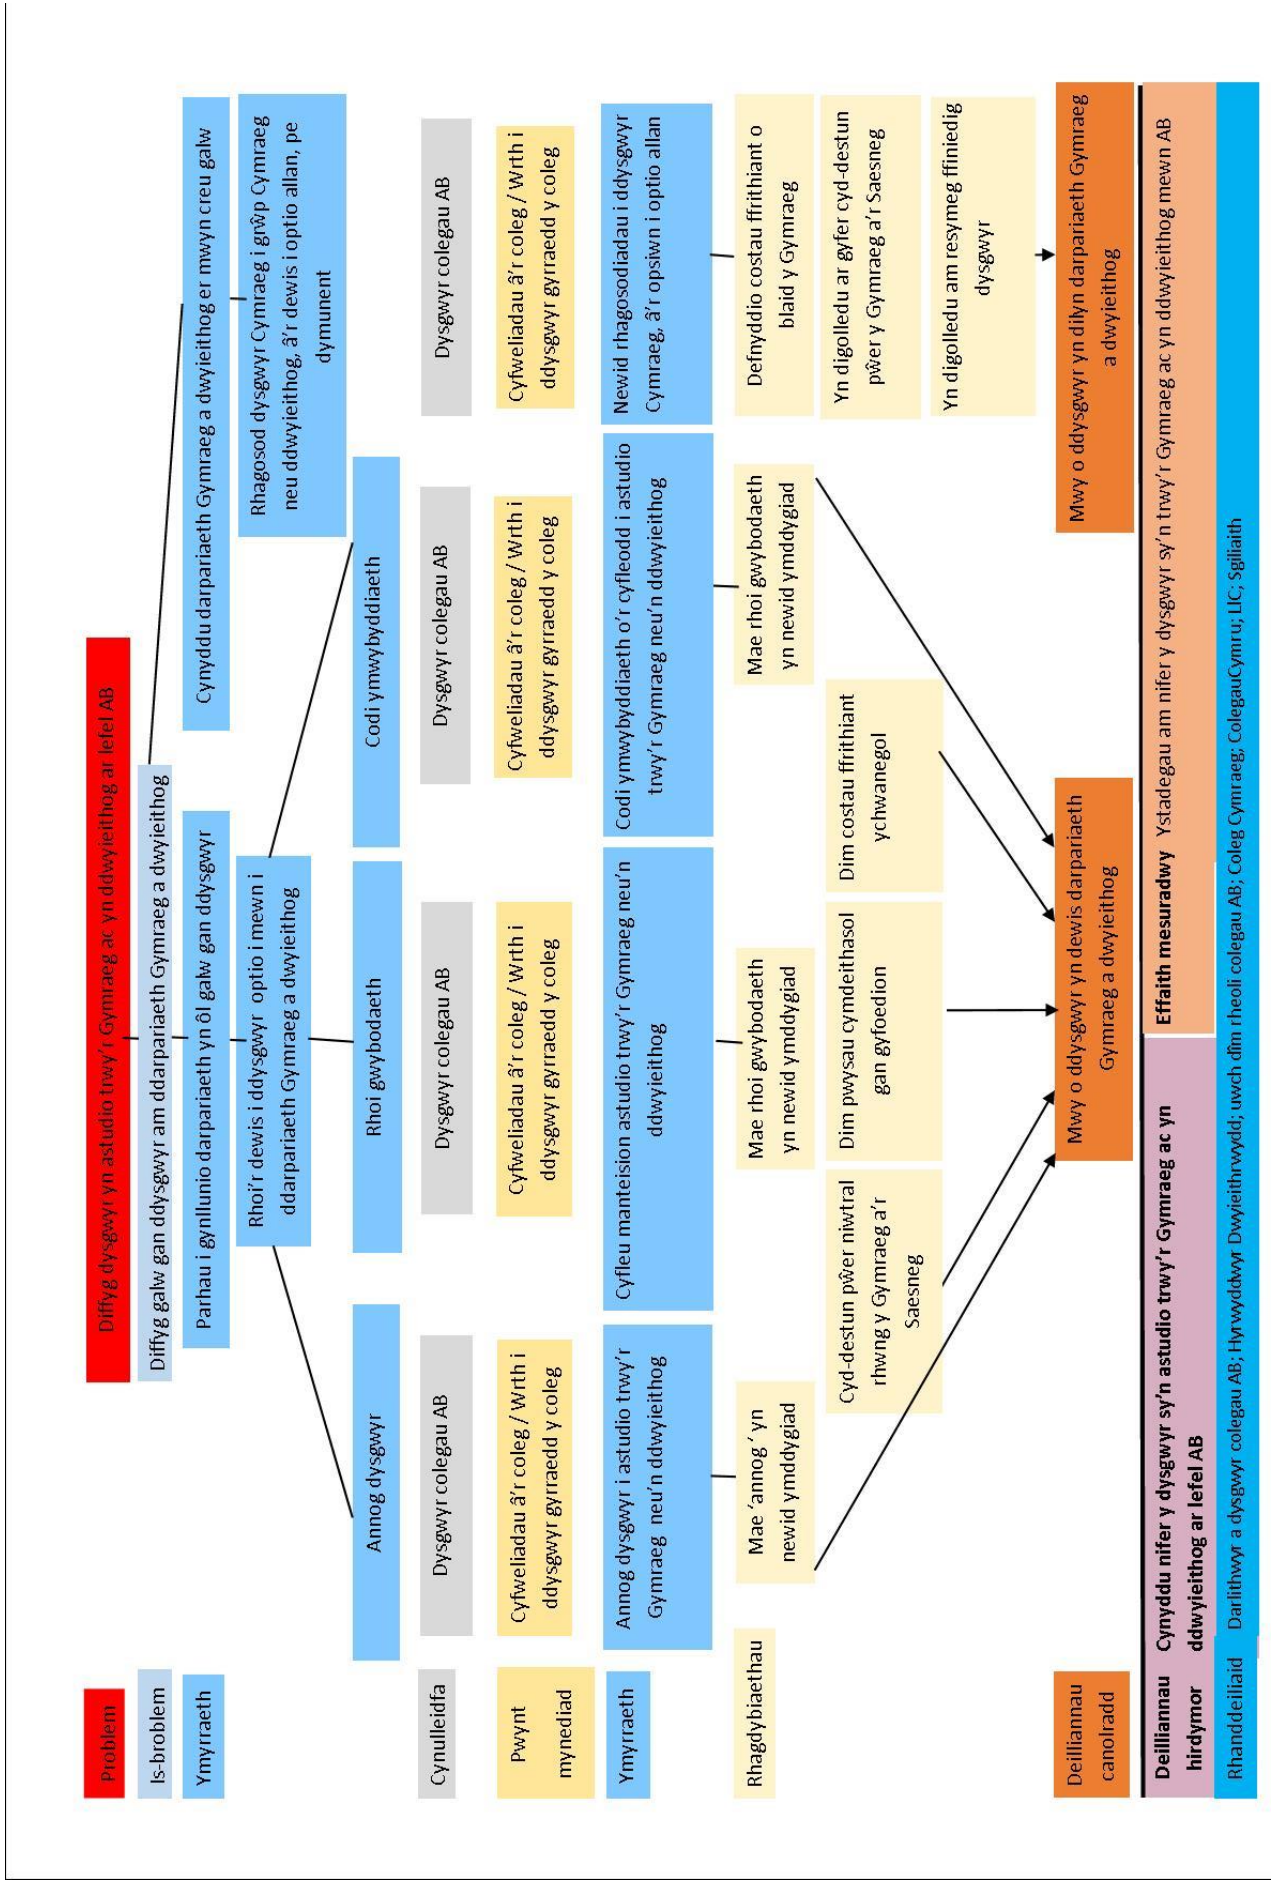 Problem
Diffyg dysgwyr yn astudio trwy'r Gymraeg ac yn ddwyieithog ar lefel AB
Is-broblem
Diffyg galw gan ddysgwyr am ddarpariaeth Gymraeg a dwyieithog
Ymyrraeth
Parhau i gynllunio darpariaeth yn ôl galw gan ddysgwyr
Cynyddu darpariaeth Gymraeg a dwyieithog er mwyn creu galw
Rhoi'r dewis i ddysgwyr optio i mewn i
ddarpariaeth Gymraeg a dwyieithog
Rhagosod dysgwyr Cymraeg i grŵp Cymraeg
neu ddwyieithog, â'r dewis i optio allan, pe
dymunent
Annog dysgwyr
Rhoi gwybodaeth
Codi ymwybyddiaeth
Cynulleidfa
Dysgwyr colegau AB
Dysgwyr colegau AB
Dysgwyr colegau AB
Dysgwyr colegau AB
Pwynt
mynediad
Cyfweliadau â'r coleg / Wrth i
ddysgwyr gyrraedd y coleg
Cyfweliadau â'r coleg / Wrth i
ddysgwyr gyrraedd y coleg
Cyfweliadau â'r coleg / Wrth i
ddysgwyr gyrraedd y coleg
Cyfweliadau â'r coleg / Wrth i
ddysgwyr gyrraedd y coleg
Ymyrraeth
Annog dysgwyr i astudio trwy'r
Gymraeg neu'n ddwyieithog
Cyfleu manteision astudio trwy'r Gymraeg neu'n
ddwyieithog
Codi ymwybyddiaeth o'r cyfleodd i astudio
trwy'r Gymraeg neu'n ddwyieithog
Newid rhagosodiadau i ddysgwyr
Cymraeg, â'r opsiwn i optio allan
Rhagdybiaethau
Mae 'annog ' yn
newid ymddygiad
Mae rhoi gwybodaeth
yn newid ymddygiad
Mae rhoi gwybodaeth
yn newid ymddygiad
Defnyddio costau ffrithiant o
blaid y Gymraeg
Cyd-destun pŵer niwtral
rhwng y Gymraeg a'r
Saesneg
Dim pwysau cymdeithasol
gan gyfoedion
Dim costau ffrithiant
ychwanegol
Yn digolledu ar gyfer cyd-destun
pŵer y Gymraeg a'r Saesneg
Yn digolledu am resymeg ffiniedig
dysgwyr
Deilliannau
canolradd
Mwy o ddysgwyr yn dewis darpariaeth
Gymraeg a dwyieithog
Mwy o ddysgwyr yn dilyn darpariaeth Gymraeg
a dwyieithog
Deilliannau
hirdymor
Cynyddu nifer y dysgwyr sy'n astudio trwy'r Gymraeg ac yn
ddwyieithog ar lefel AB
Effaith mesuradwy Ystadegau am nifer y dysgwyr sy'n trwy'r Gymraeg ac yn ddwyieithog mewn AB
Rhanddeiliaid
Darlithwyr a dysgwyr colegau AB; Hyrwyddwyr Dwyieithrwydd; uwch dîm rheoli colegau AB; Coleg Cymraeg; ColegauCymru; LlC; Sgiliaith